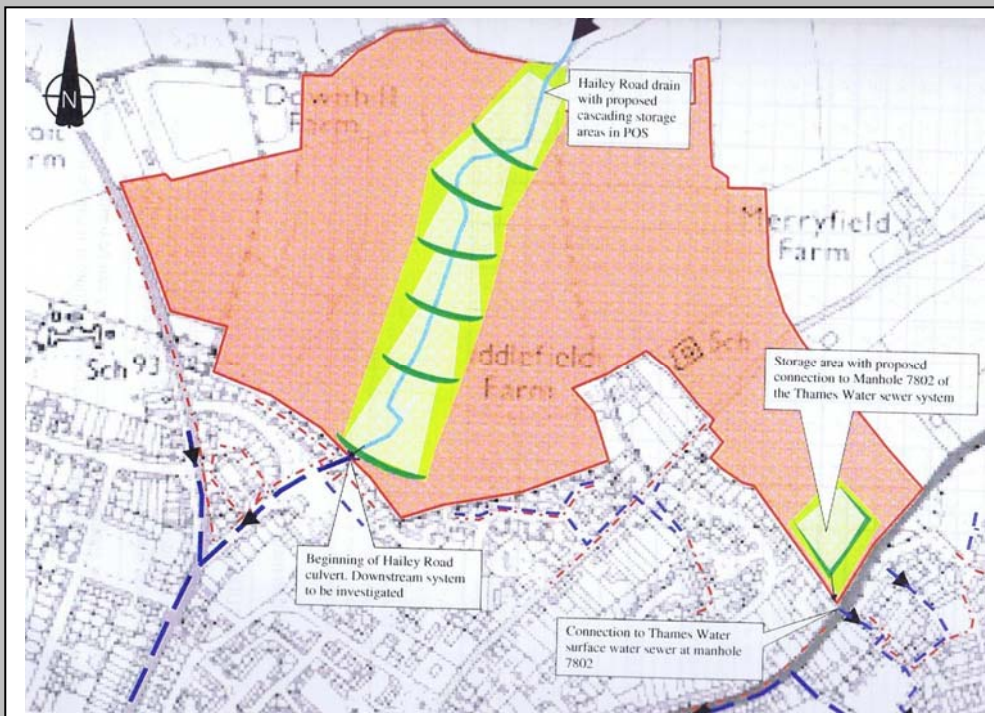 N
Hailey Road drain
with proposed
cascading storage
areas in POS
Farm
Merryfield
Farm
Sch
Storage area with proposed
connection to Manhole 7802 of
the Thames Water sewer system
Sch 93
ddlefield
Farm
Beginning of Hailey Road
culvert. Downstream system
to be investigated
Connection to Thames Water
surface water sewer at manhole
7802